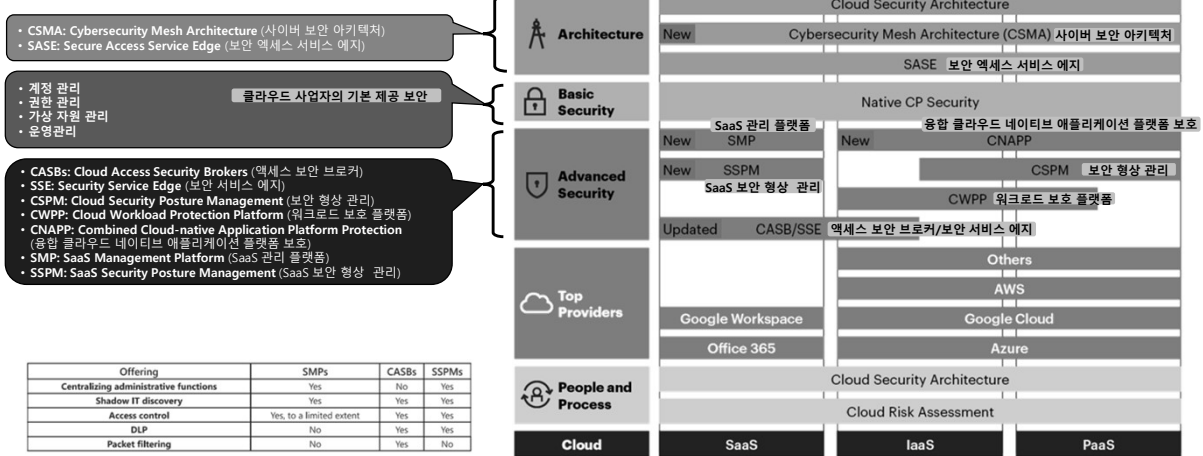 • CSMA: Cybersecurity Mesh Architecture (사이버 보안 아키텍처)
• SASE: Secure Access Service Edge (보안 엑세스 서비스 에지)
• 계정 관리
• 권한 관리
• 가상 자원 관리
• 운영관리
클라우드 사업자의 기본 제공 보안
• CASBs: Cloud Access Security Brokers (액세스 보안 브로커)
• SSE: Security Service Edge (보안 서비스 에지)
• CSPM: Cloud Security Posture Management (보안 형상 관리)
• CWPP: Cloud Workload Protection Platform (워크로드 보호 플랫폼)
• CNAPP: Combined Cloud-native Application Platform Protection
(융합 클라우드 네이티브 애플리케이션 플랫폼 보호)
• SMP: SaaS Management Platform (SaaS 관리 플랫폼)
• SSPM: SaaS Security Posture Management (SaaS 보안 형상 관리)
Offering SMPs CASBs SSPMs
Centralizing administrative functions Yes No Yes
Shadow IT discovery Yes Yes Yes
Access control Yes, to a limited extent Yes Yes
DLP No Yes Yes
Packet filtering No Yes No
Cloud Security Architecture
Architecture
New Cybersecurity Mesh Architecture (CSMA) 사이버 보안 아키텍처
SASE 보안 엑세스 서비스 에지
Basic
Security
Native CP Security
SaaS 관리 플랫폼
융합 클라우드 네이티브 애플리케이션 플랫폼 보호
New SMP
New CNAPP
Advanced
Security
New SSPM
CSPM 보안 형상 관리
SaaS 보안 형상 관리
CWPP 워크로드 보호 플랫폼
Updated CASB/SSE 액세스 보안 브로커/보안 서비스 에지
Top
Providers
Others
AWS
Google Workspace
Google Cloud
Office 365
Azure
People and
Process
Cloud Security Architecture
Cloud Risk Assessment
Cloud SaaS IaaS PaaS